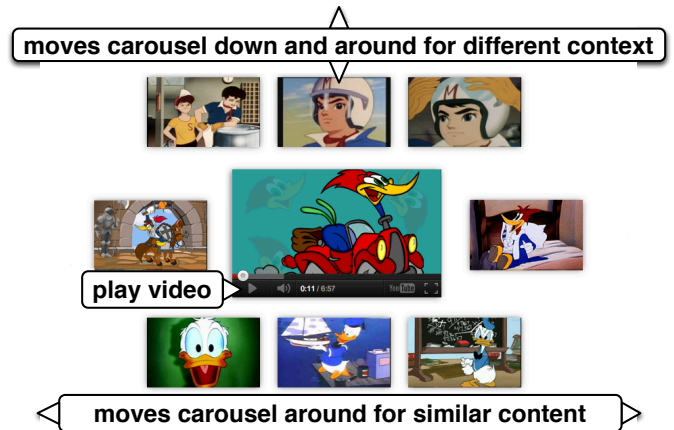 moves carousel down and around for different context
M
M
S
play video
0:11 / 6:57
YouTube
moves carousel around for similar content